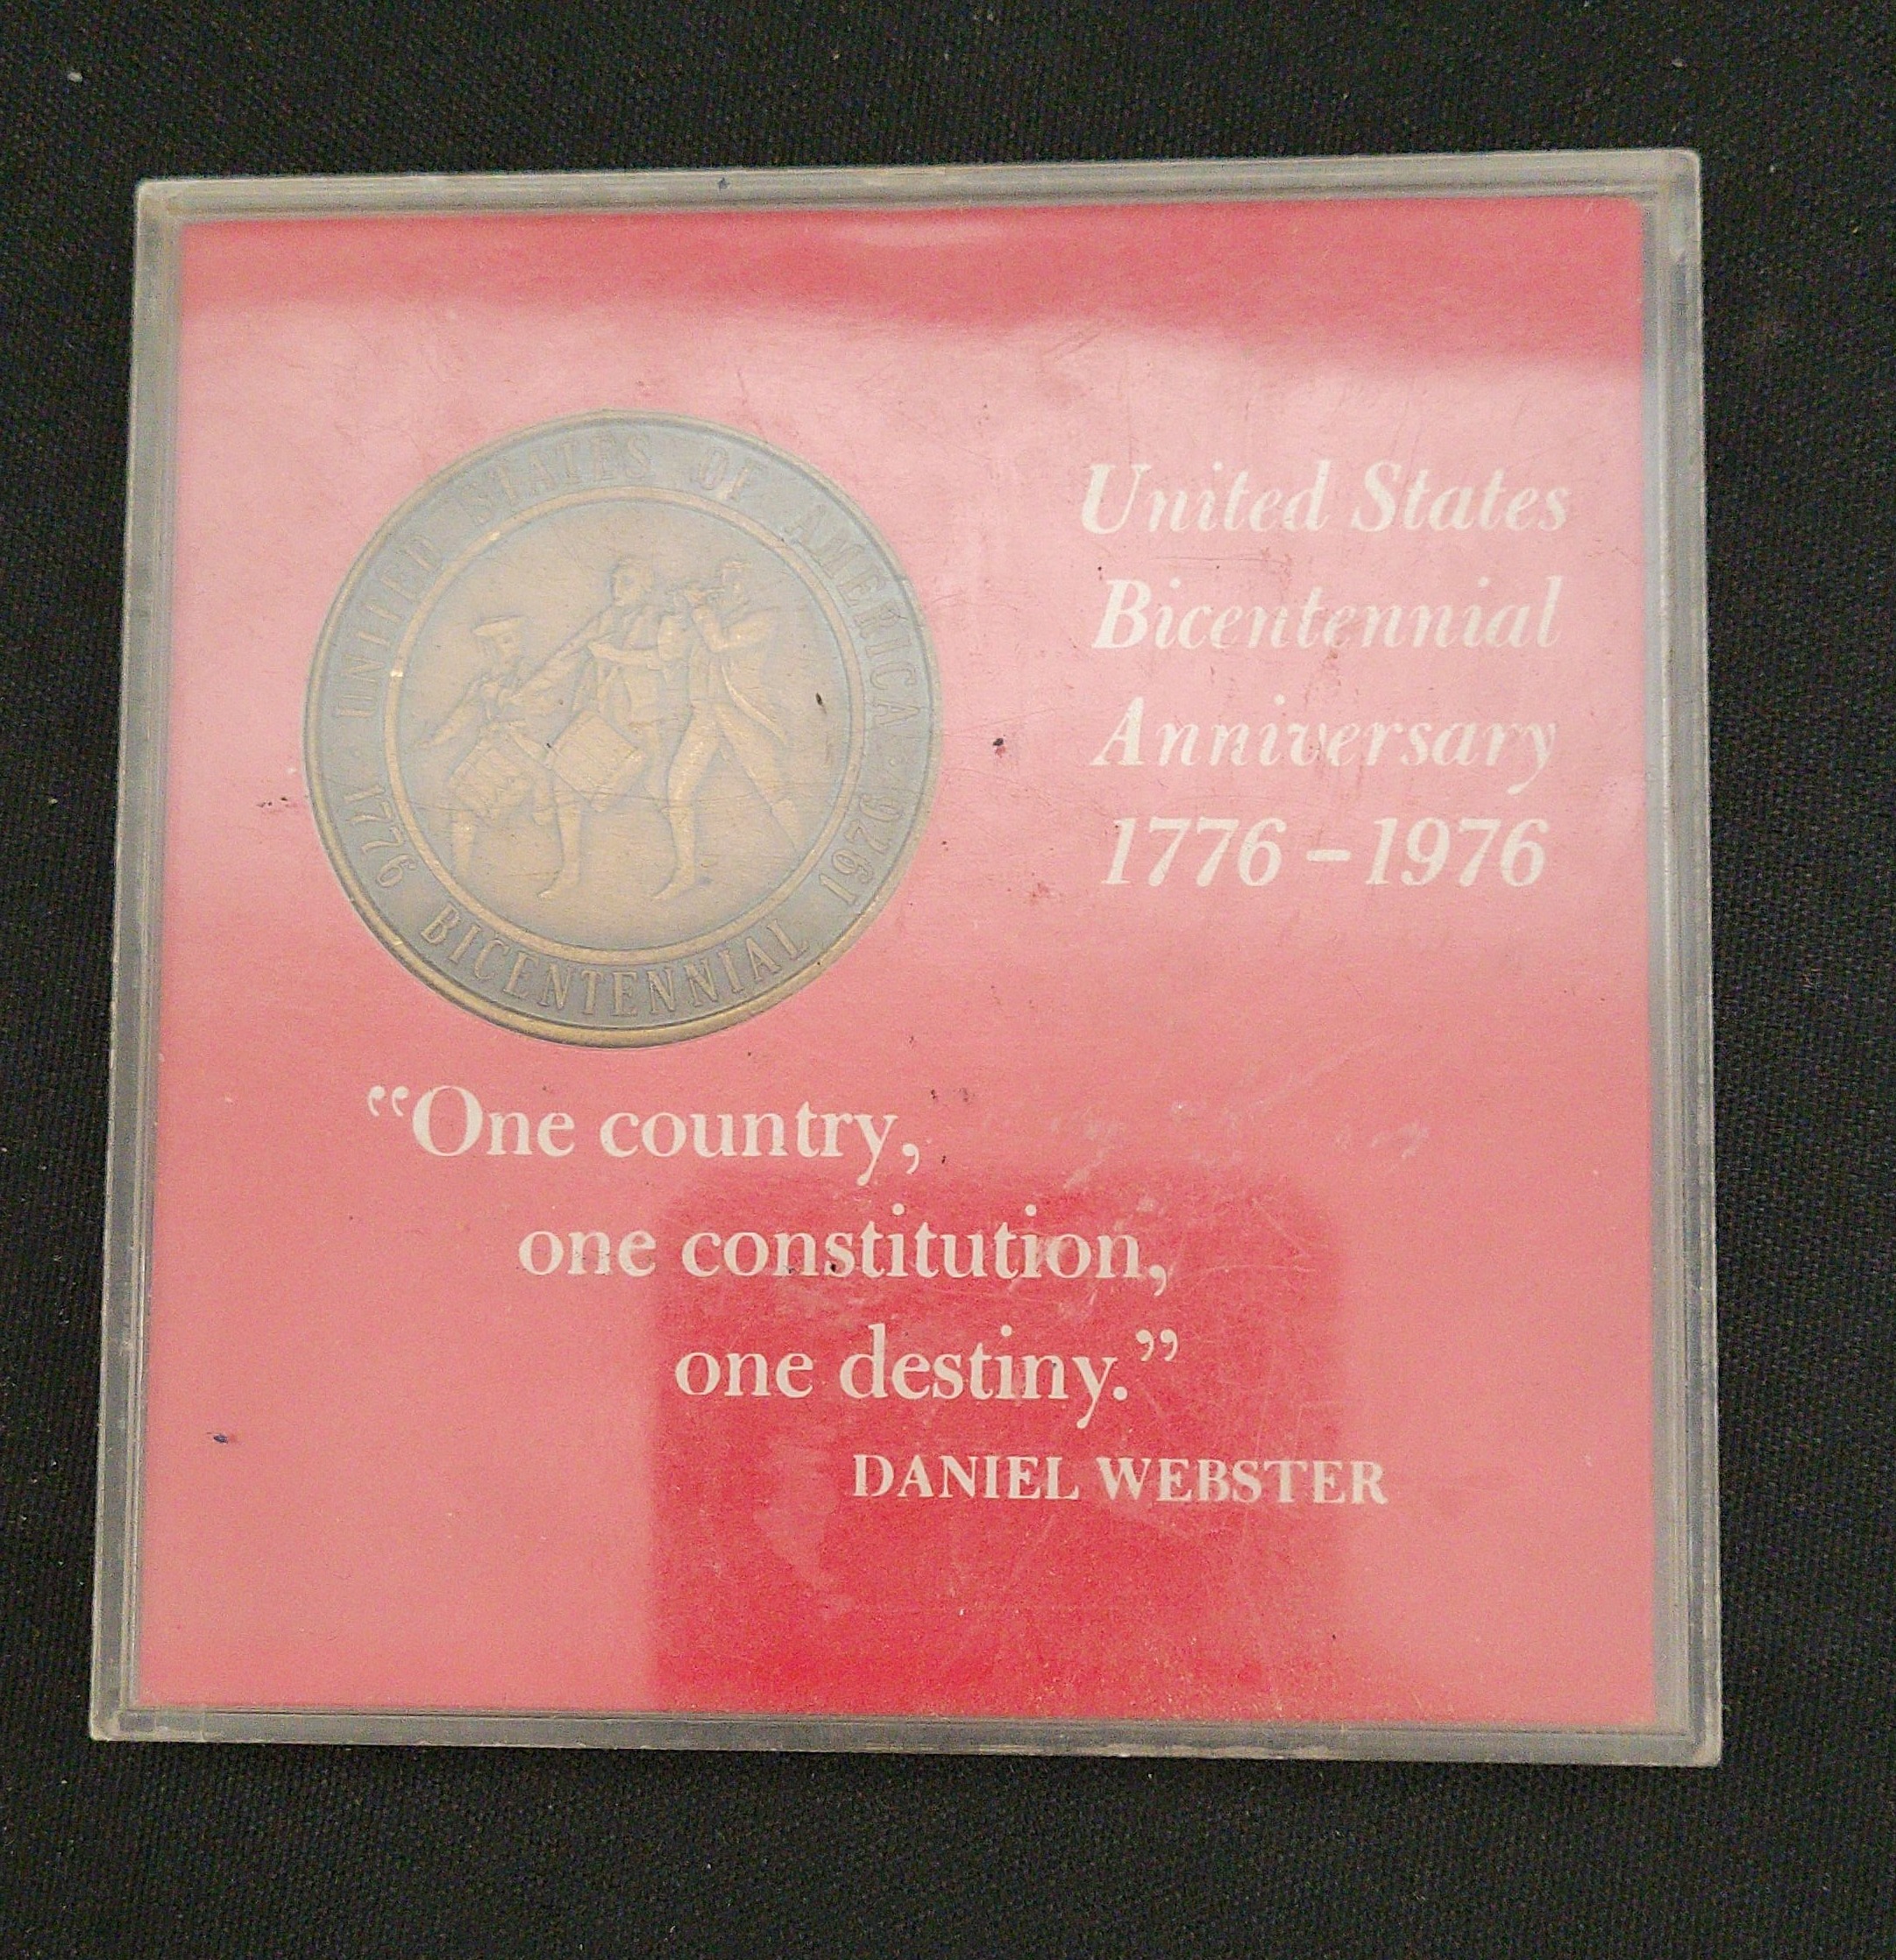 UNITED STATES OF AMERICA
1776 BICENTENNIAL 1976
United States
Bicentennial
Anniversary
1776 – 1976
“One country,
one constitution,
one destiny.”
DANIEL WEBSTER